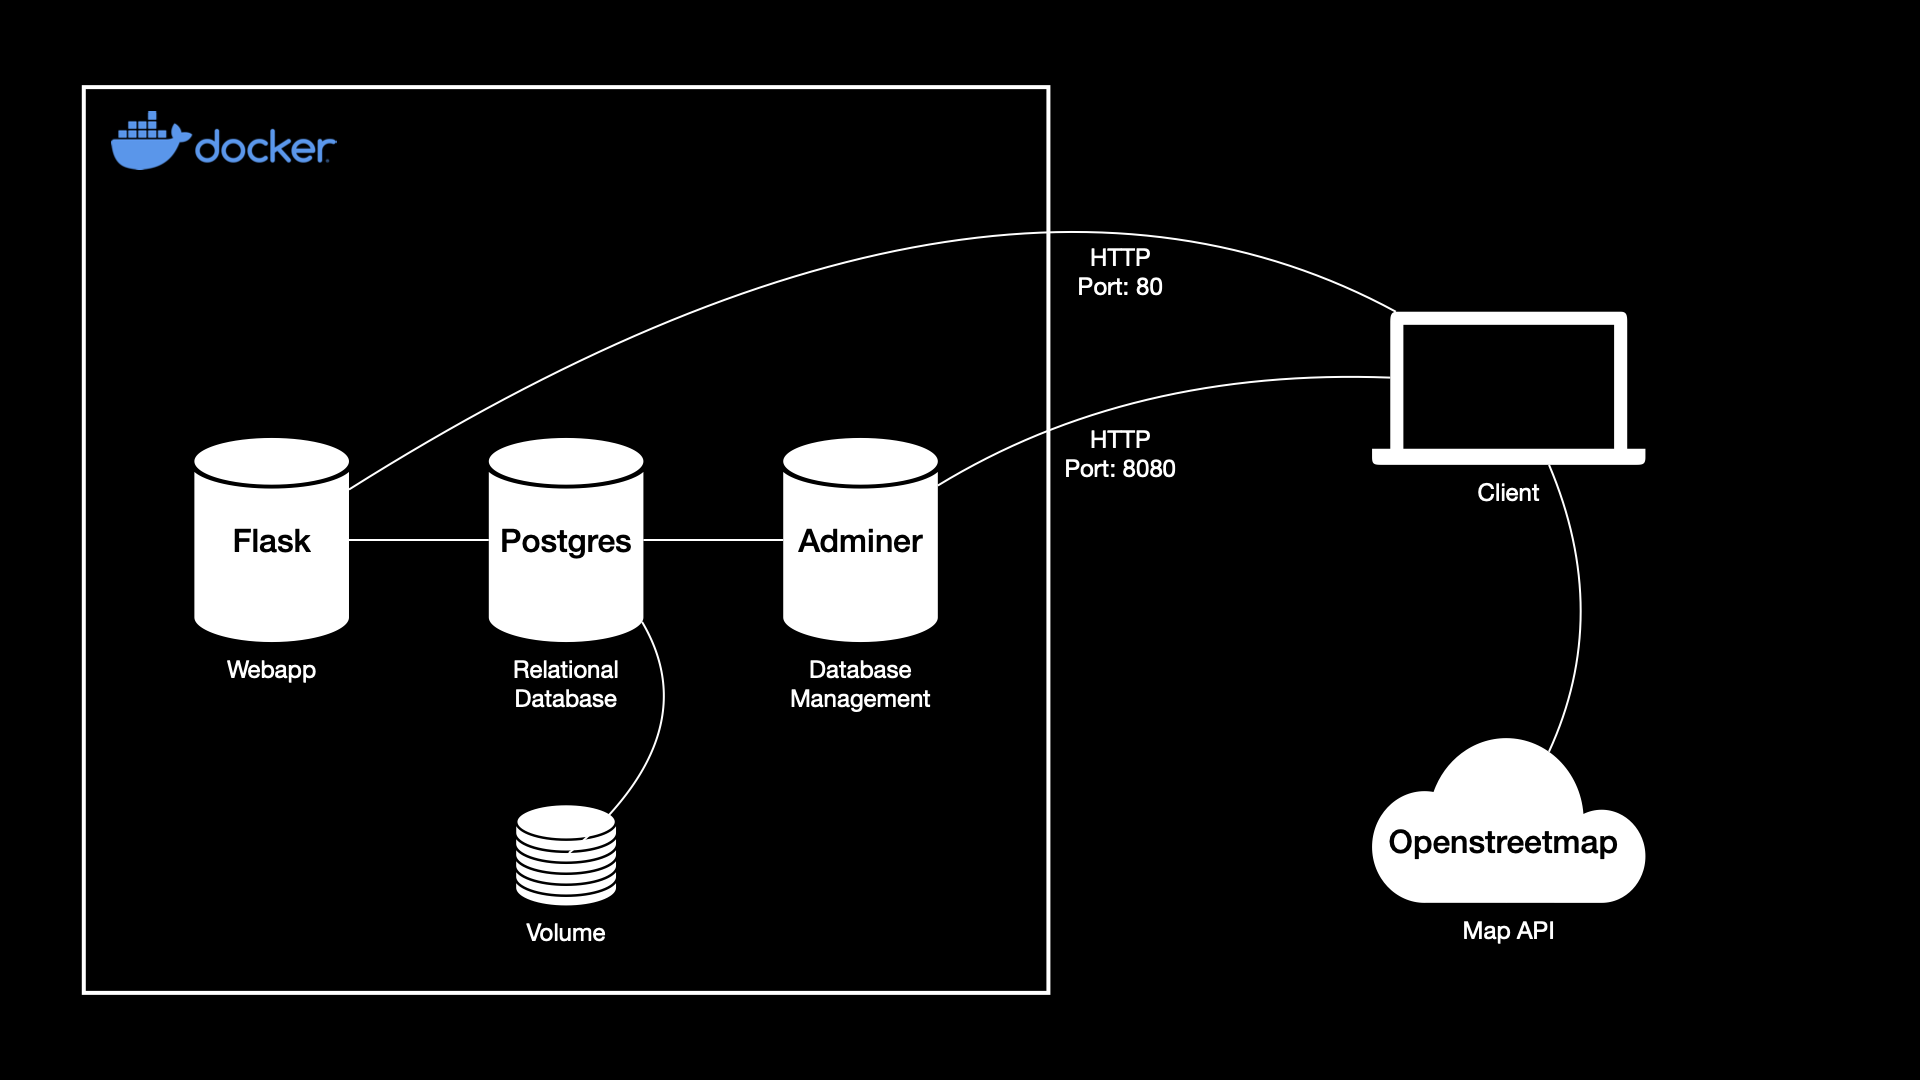 docker
HTTP
Port: 80
HTTP
Port: 8080
Client
Flask
Postgres
Adminer
Webapp
Relational
Database
Database
Management
Openstreetmap
Volume
Map API